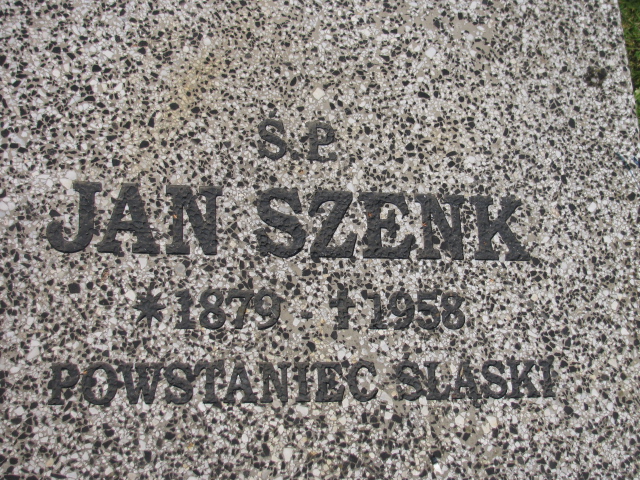 Ś.P.
JAN SZENK
* 1879 - † 1958
POWSTANIEC ŚLĄSKI